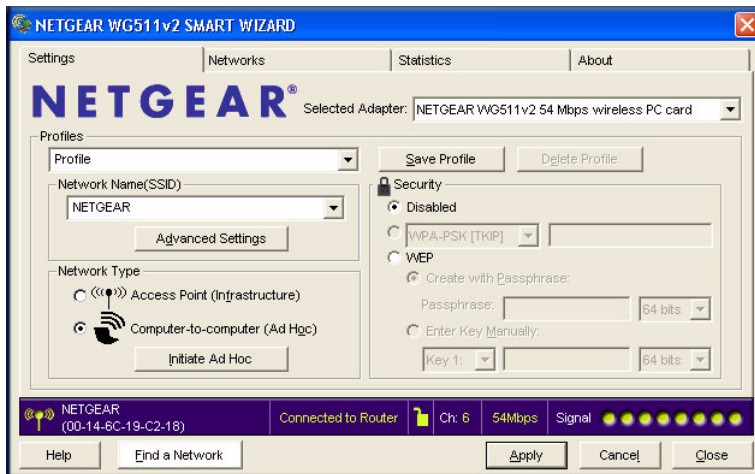 NETGEAR WG511v2 SMART WIZARD
Settings Networks Statistics About
NETGEAR® Selected Adapter: NETGEAR WG511v2 54 Mbps wireless PC card
Profiles
Profile Save Profile Delete Profile
Network Name(SSID)
NETGEAR
Advanced Settings
Security
Disabled
WPA-PSK [TKIP]
WEP
Create with Passphrase:
Passphrase: 64 bits
Enter Key Manually:
Key 1: 64 bits
Network Type
Access Point (Infrastructure)
Computer-to-computer (Ad Hoc)
Initiate Ad Hoc
NETGEAR
(00-14-6C-19-C2-18)
Connected to Router Ch: 6 54Mbps Signal
Help Find a Network Apply Cancel Close